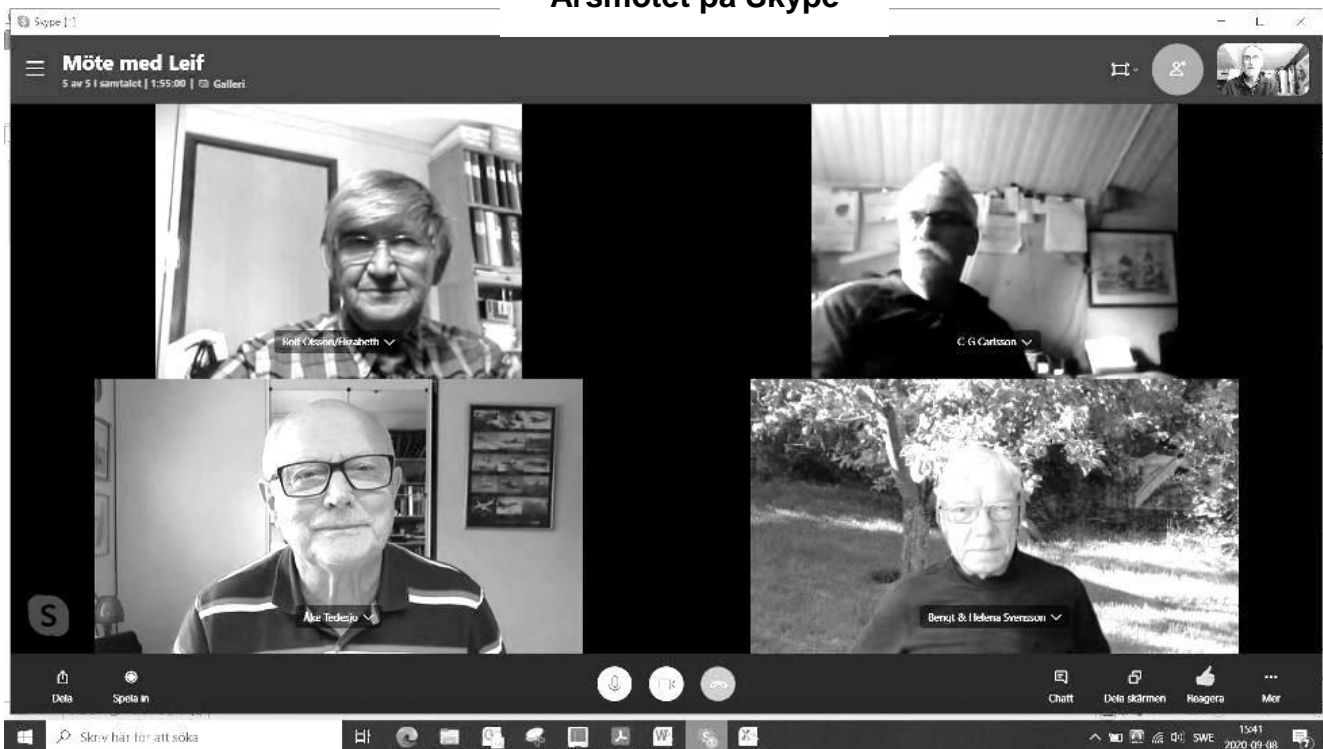 Årsmötet på Skype
Skype [*]
Möte med Leif
5 av 5 i samtalet | 1:55:00 | Galleri
Rolf Olsson/Elizabeth
C G Carlsson
Åke Tedesjö
Bengt & Helena Svensson
Dela
Spela in
Chatt
Dela skärmen
Reagera
Mer
Skriv här för att söka
SWE
15:41
2020-09-08